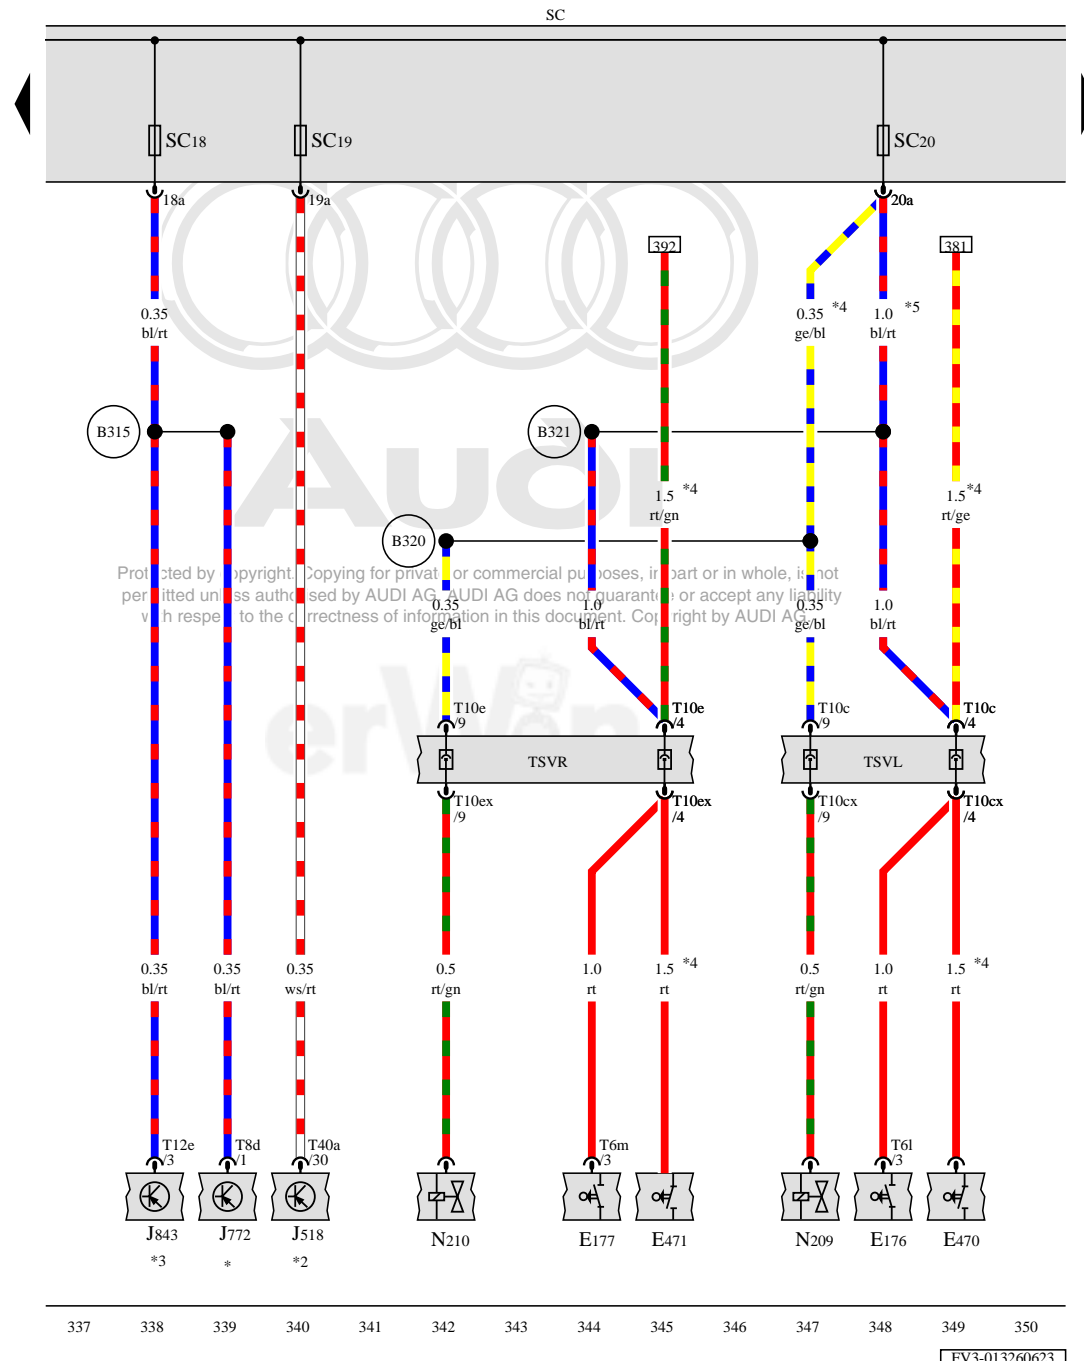 SC
SC18
SC19
SC20
18a
19a
20a
392
381
0.35
bl/rt
0.35
ge/bl
*4
1.0
bl/rt
*5
B315
B321
1.5
rt/gn
*4
1.5
rt/ge
*4
B320
Audi
Protected by copyright. Copying for private or commercial purposes, in part or in whole, is not
permitted unless authorised by AUDI AG. AUDI AG does not guarantee or accept any liability
with respect to the correctness of information in this document. Copyright by AUDI AG.
0.35
ge/bl
1.0
bl/rt
0.35
ge/bl
1.0
bl/rt
erWin
T10e
/9
T10e
/4
T10c
/9
T10c
/4
TSVR
TSVL
T10ex
/9
T10ex
/4
T10cx
/9
T10cx
/4
0.35
bl/rt
0.35
bl/rt
0.35
ws/rt
0.5
rt/gn
1.0
rt
1.5
rt
*4
0.5
rt/gn
1.0
rt
1.5
rt
*4
T12e
/3
T8d
/1
T40a
/30
T6m
/3
T6l
/3
J843
J772
J518
N210
E177
E471
N209
E176
E470
*3
*
*2
337 338 339 340 341 342 343 344 345 346 347 348 349 350
EV3-013260623